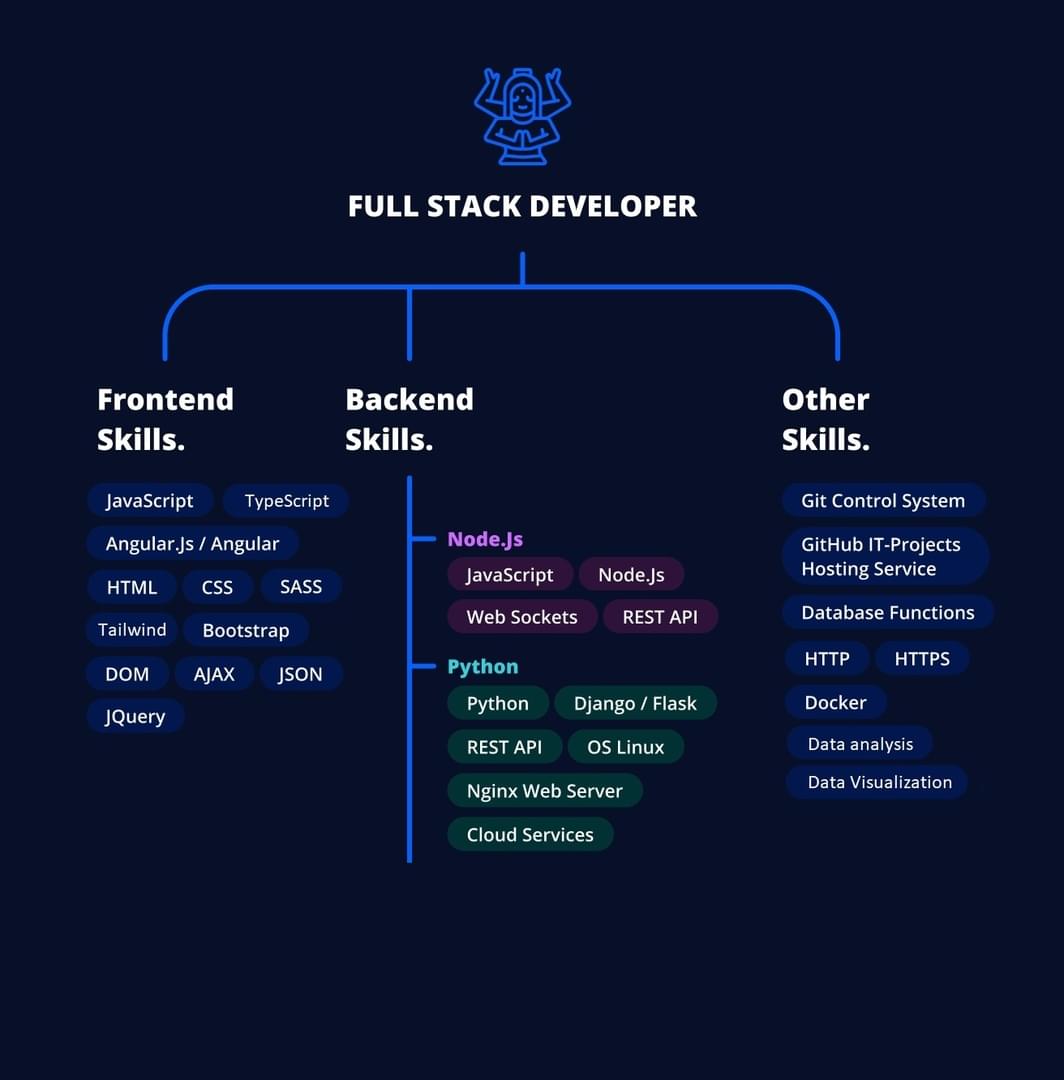 FULL STACK DEVELOPER
Frontend
Skills.
JavaScript TypeScript
Angular.Js / Angular
HTML CSS SASS
Tailwind Bootstrap
DOM AJAX JSON
JQuery
Backend
Skills.
Node.Js
JavaScript Node.Js
Web Sockets REST API
Python
Python Django / Flask
REST API OS Linux
Nginx Web Server
Cloud Services
Other
Skills.
Git Control System
GitHub IT-Projects
Hosting Service
Database Functions
HTTP HTTPS
Docker
Data analysis
Data Visualization